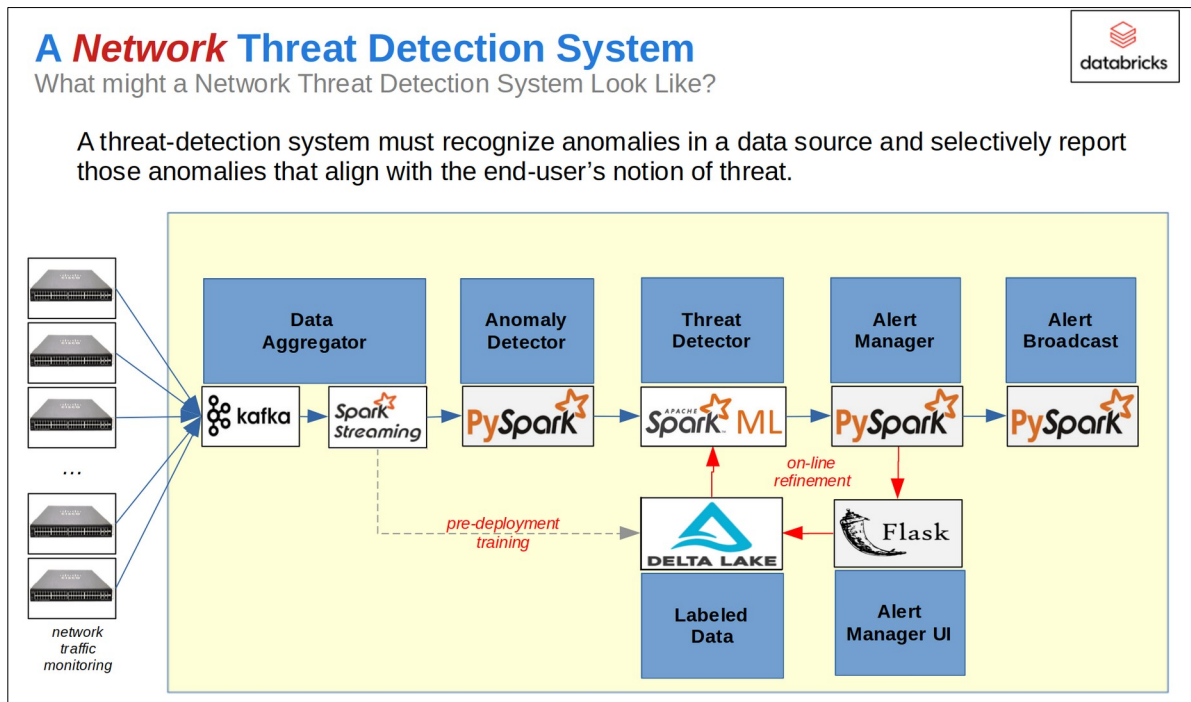 A Network Threat Detection System
What might a Network Threat Detection System Look Like?
databricks
A threat-detection system must recognize anomalies in a data source and selectively report
those anomalies that align with the end-user's notion of threat.
Data
Aggregator
Anomaly
Detector
Threat
Detector
Alert
Manager
Alert
Broadcast
kafka
Spark
Streaming
PySpark
APACHE
Spark ML
PySpark
PySpark
...
on-line
refinement
pre-deployment
training
DELTA LAKE
Flask
Labeled
Data
Alert
Manager UI
network
traffic
monitoring